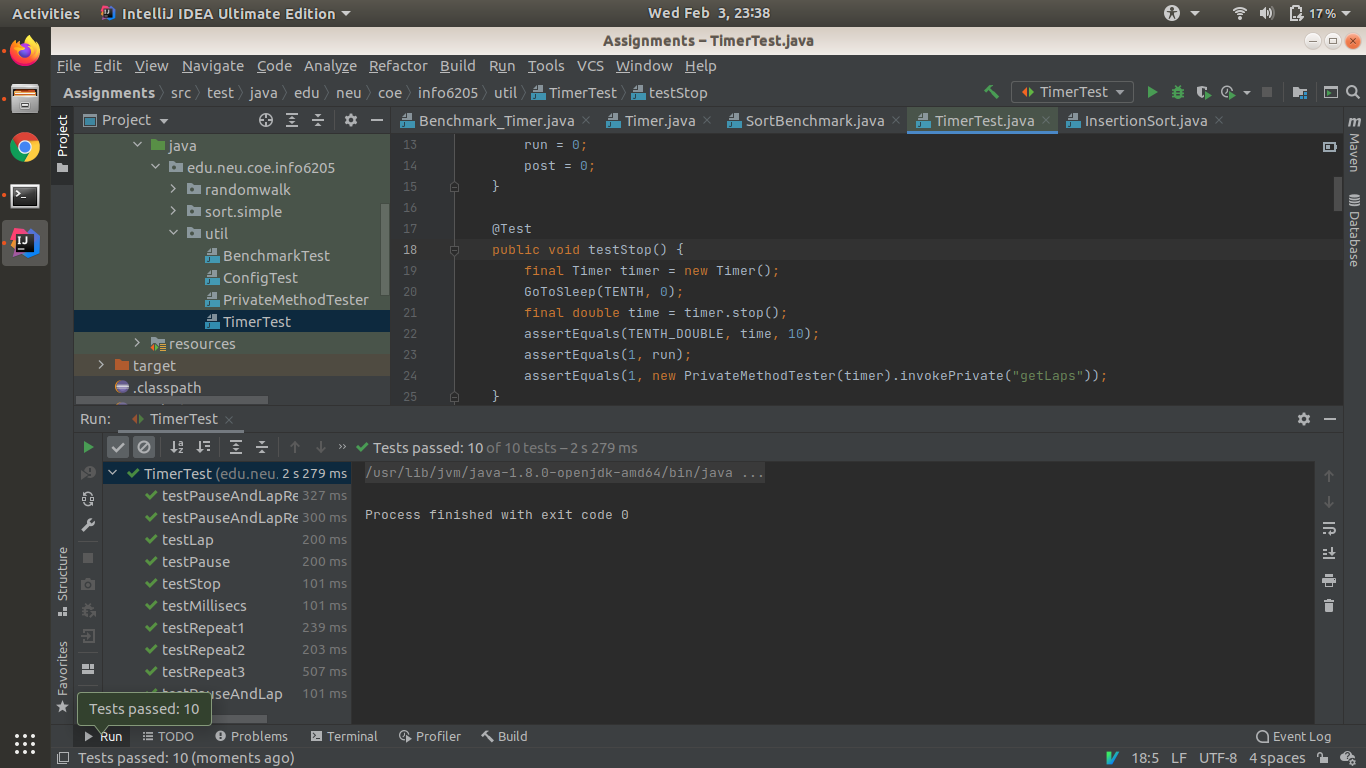 Activities IntelliJ IDEA Ultimate Edition Wed Feb 3, 23:38 17%
Assignments – TimerTest.java
File Edit View Navigate Code Analyze Refactor Build Run Tools VCS Window Help
Assignments src test java edu neu coe info6205 util TimerTest testStop TimerTest
Project Project Benchmark_Timer.java Timer.java SortBenchmark.java TimerTest.java InsertionSort.java Maven
java
edu.neu.coe.info6205
randomwalk
sort.simple
util
BenchmarkTest
ConfigTest
PrivateMethodTester
TimerTest
resources
target
.classpath
13 run = 0;
14 post = 0;
15 }
16
17 @Test
18 public void testStop() {
19 final Timer timer = new Timer();
20 GoToSleep(TENTH, 0);
21 final double time = timer.stop();
22 assertEquals(TENTH_DOUBLE, time, 10);
23 assertEquals(1, run);
24 assertEquals(1, new PrivateMethodTester(timer).invokePrivate("getLaps"));
25 }
Database
Run: TimerTest
Tests passed: 10 of 10 tests – 2 s 279 ms
TimerTest (edu.neu. 2 s 279 ms
testPauseAndLapRe 327 ms
testPauseAndLapRe 300 ms
testLap 200 ms
testPause 200 ms
testStop 101 ms
testMillisecs 101 ms
testRepeat1 239 ms
testRepeat2 203 ms
testRepeat3 507 ms
testPauseAndLap 101 ms
/usr/lib/jvm/java-1.8.0-openjdk-amd64/bin/java ...
Process finished with exit code 0
Structure
Favorites
Tests passed: 10
Run TODO Problems Terminal Profiler Build Event Log
Tests passed: 10 (moments ago) 18:5 LF UTF-8 4 spaces